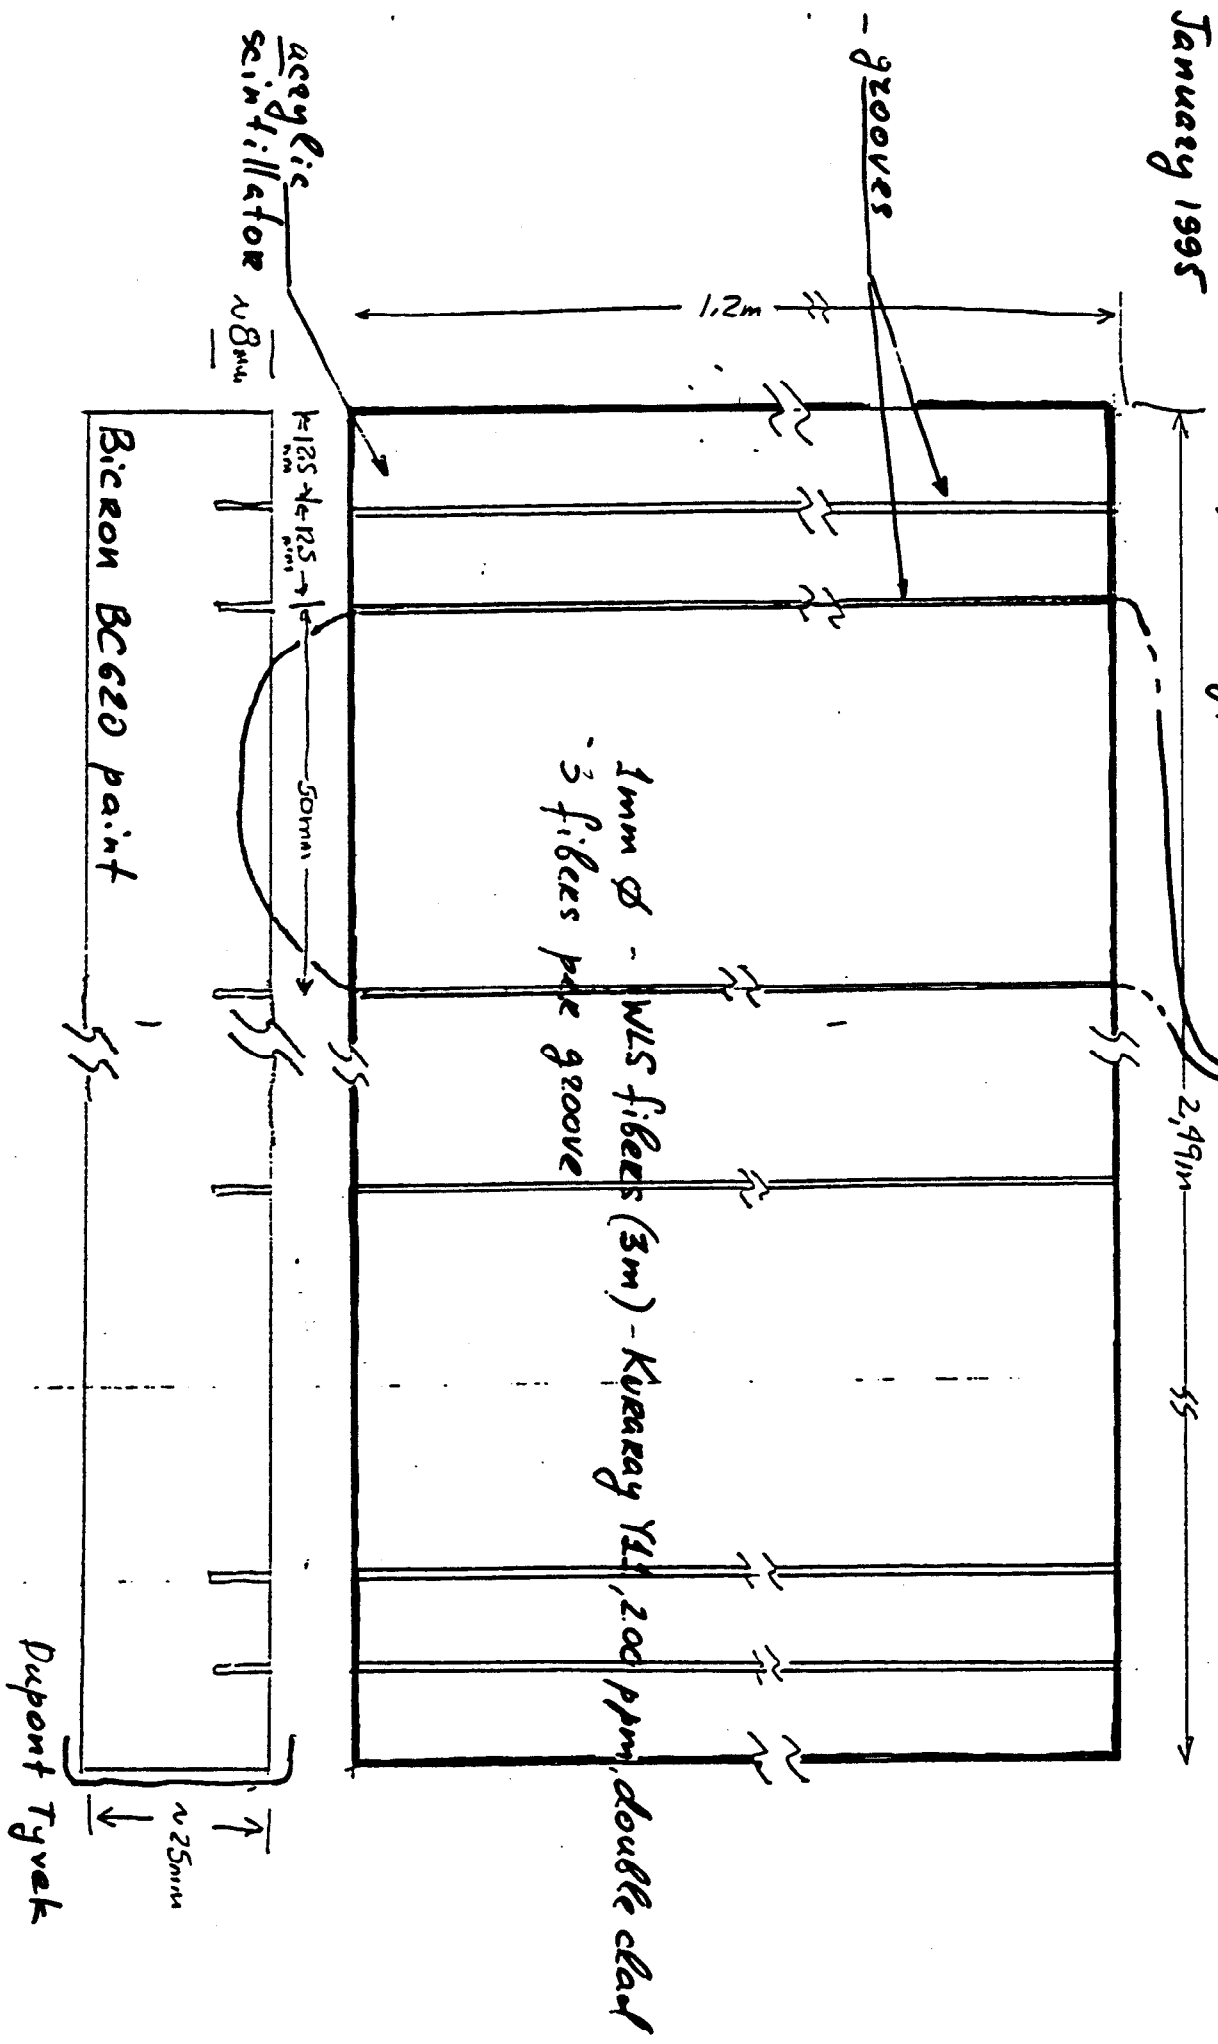 January 1995
- grooves
1,2m
2,49m
acrylic
scintillator
~8mm
12.5
mm
12.5
mm
50mm
1mm Ø - WLS fibers (3m) - Kuraray Y11, 200 ppm, double clad
- 3 fibers per groove
Bicron BC620 paint
~25mm
Dupont Tyvek